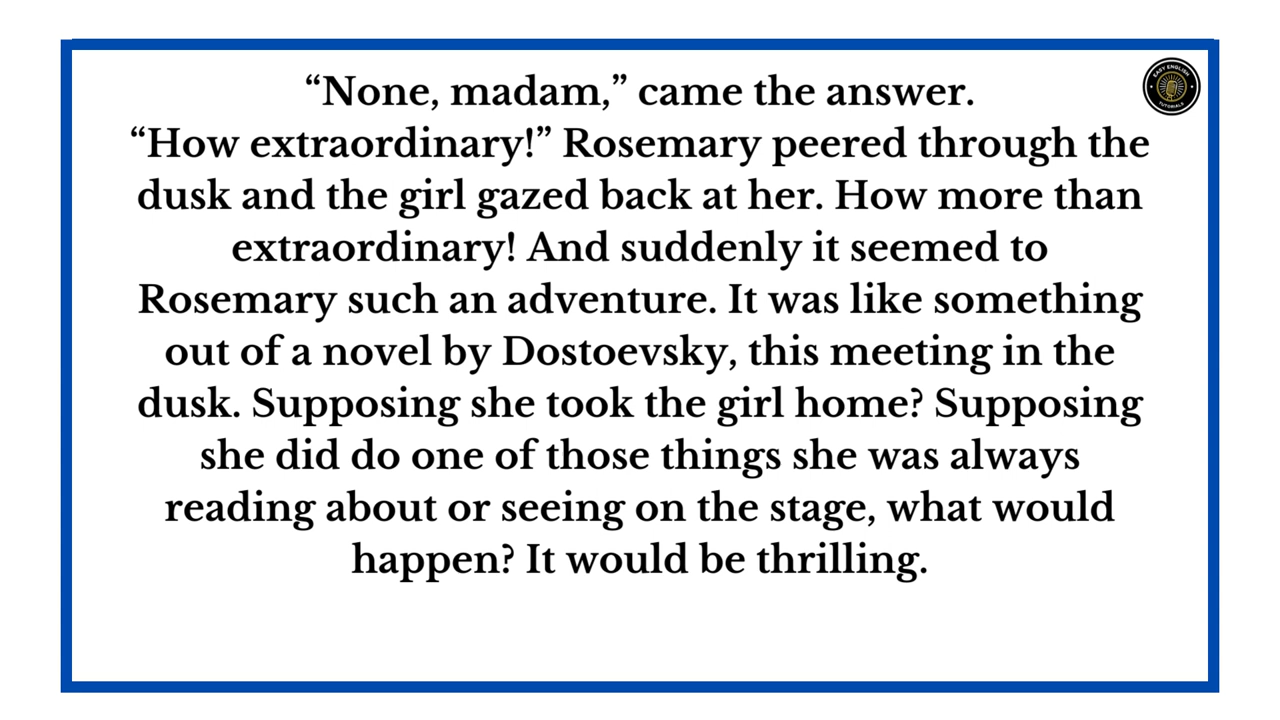 “None, madam,” came the answer.
“How extraordinary!” Rosemary peered through the
dusk and the girl gazed back at her. How more than
extraordinary! And suddenly it seemed to
Rosemary such an adventure. It was like something
out of a novel by Dostoevsky, this meeting in the
dusk. Supposing she took the girl home? Supposing
she did do one of those things she was always
reading about or seeing on the stage, what would
happen? It would be thrilling.
EASY ENGLISH
TUTORIALS